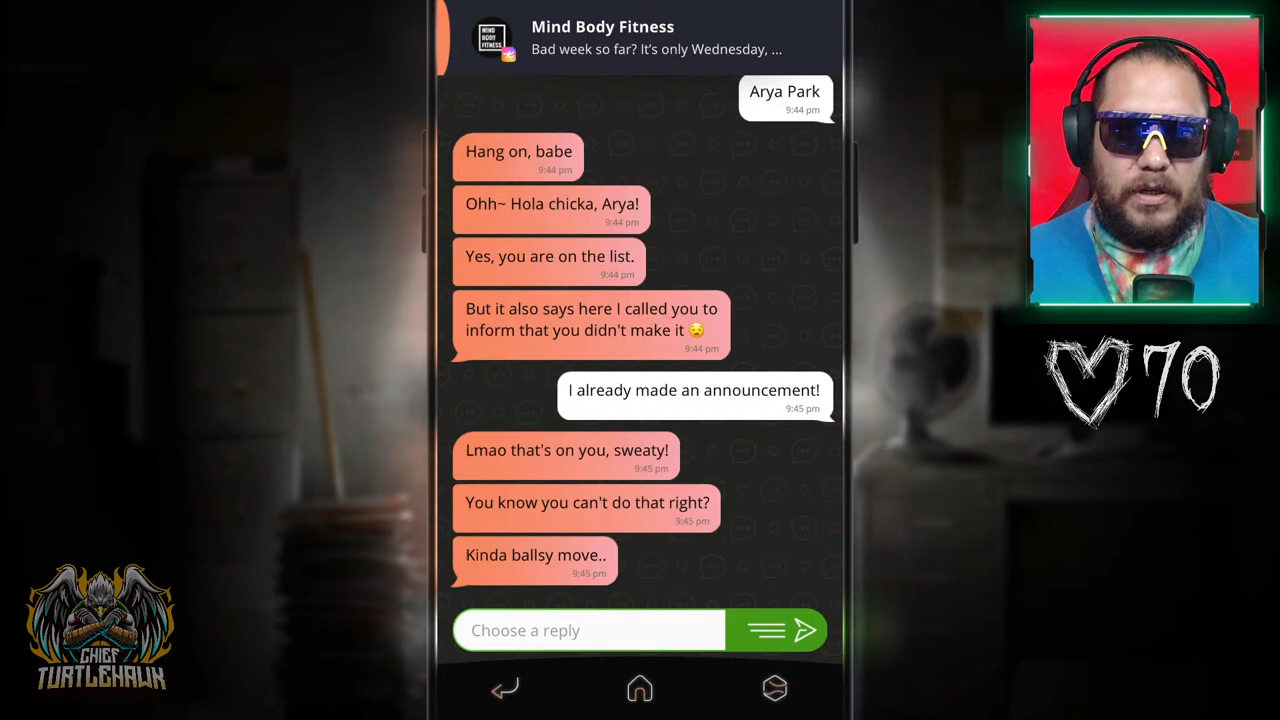 MIND
BODY
FITNESS.
Mind Body Fitness
Bad week so far? It's only Wednesday, ...
Arya Park
9:44 pm
Hang on, babe
9:44 pm
Ohh~ Hola chicka, Arya!
9:44 pm
Yes, you are on the list.
9:44 pm
But it also says here I called you to
inform that you didn't make it 😧
9:44 pm
I already made an announcement!
9:45 pm
Lmao that's on you, sweaty!
9:45 pm
You know you can't do that right?
9:45 pm
Kinda ballsy move..
9:45 pm
Choose a reply
70
CHIEF
TURTLEHAWK